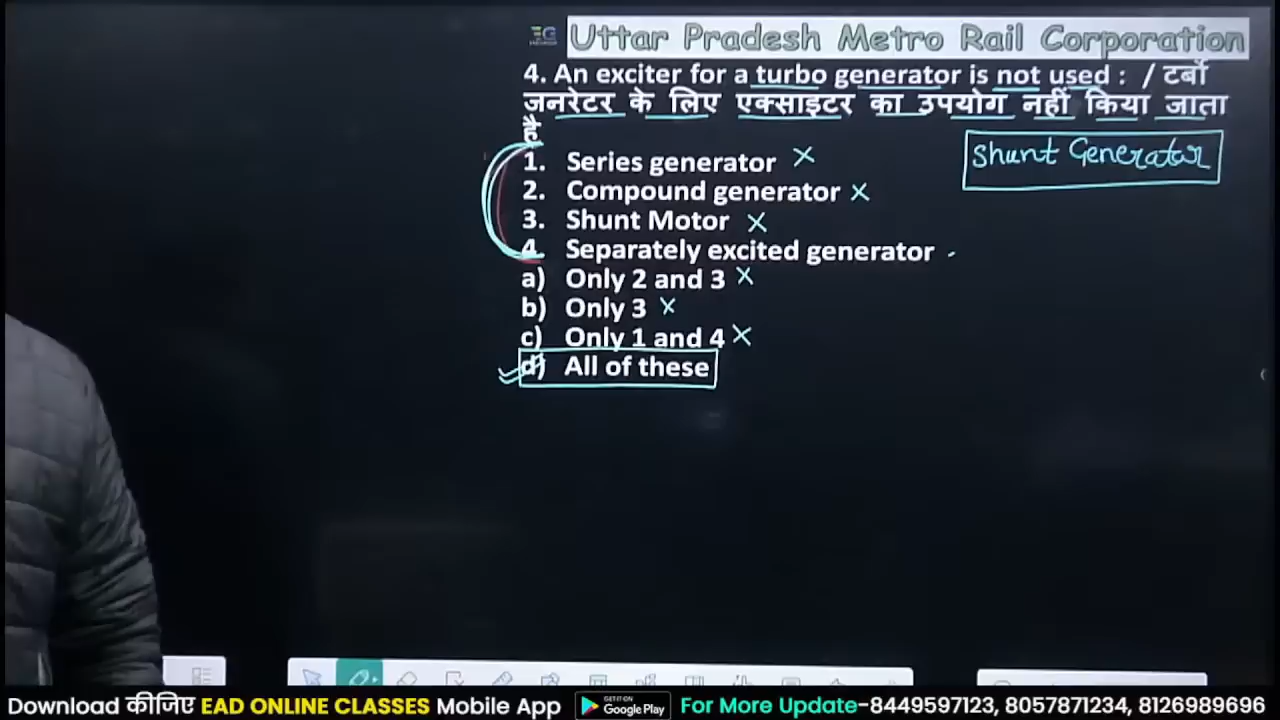 Uttar Pradesh Metro Rail Corporation
4. An exciter for a turbo generator is not used : / टर्बो
जनरेटर के लिए एक्साइटर का उपयोग नहीं किया जाता
है
Shunt Generator
1. Series generator ×
2. Compound generator ×
3. Shunt Motor ×
4. Separately excited generator
a) Only 2 and 3 ×
b) Only 3 ×
c) Only 1 and 4 ×
d) All of these
Download कीजिए EAD ONLINE CLASSES Mobile App GET IT ON Google Play For More Update-8449597123, 8057871234, 8126989696